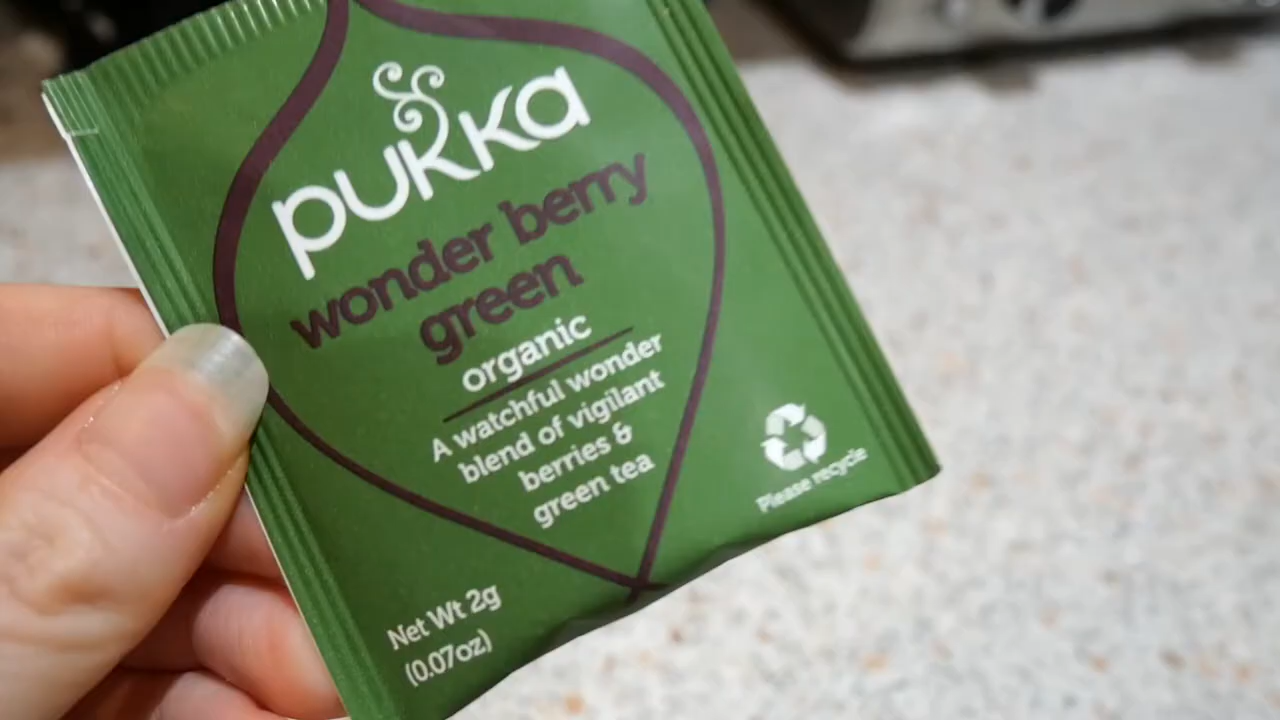 pukka
wonder berry
green
organic
A watchful wonder
blend of vigilant
berries &
green tea
Please recycle
Net Wt 2g
(0.07oz)